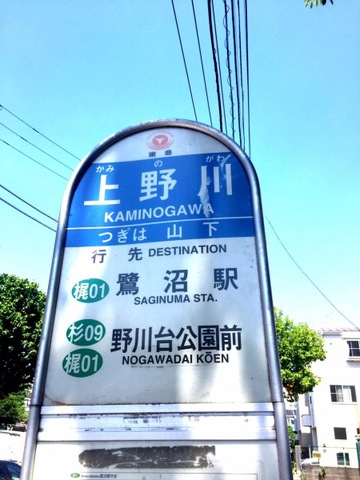 東急
かみ の がわ
上野川
KAMINOGAWA
つぎは 山下
行先 DESTINATION
梶01 鷺沼駅
SAGINUMA STA.
杉09
梶01
野川台公園前
NOGAWADAI KŌEN